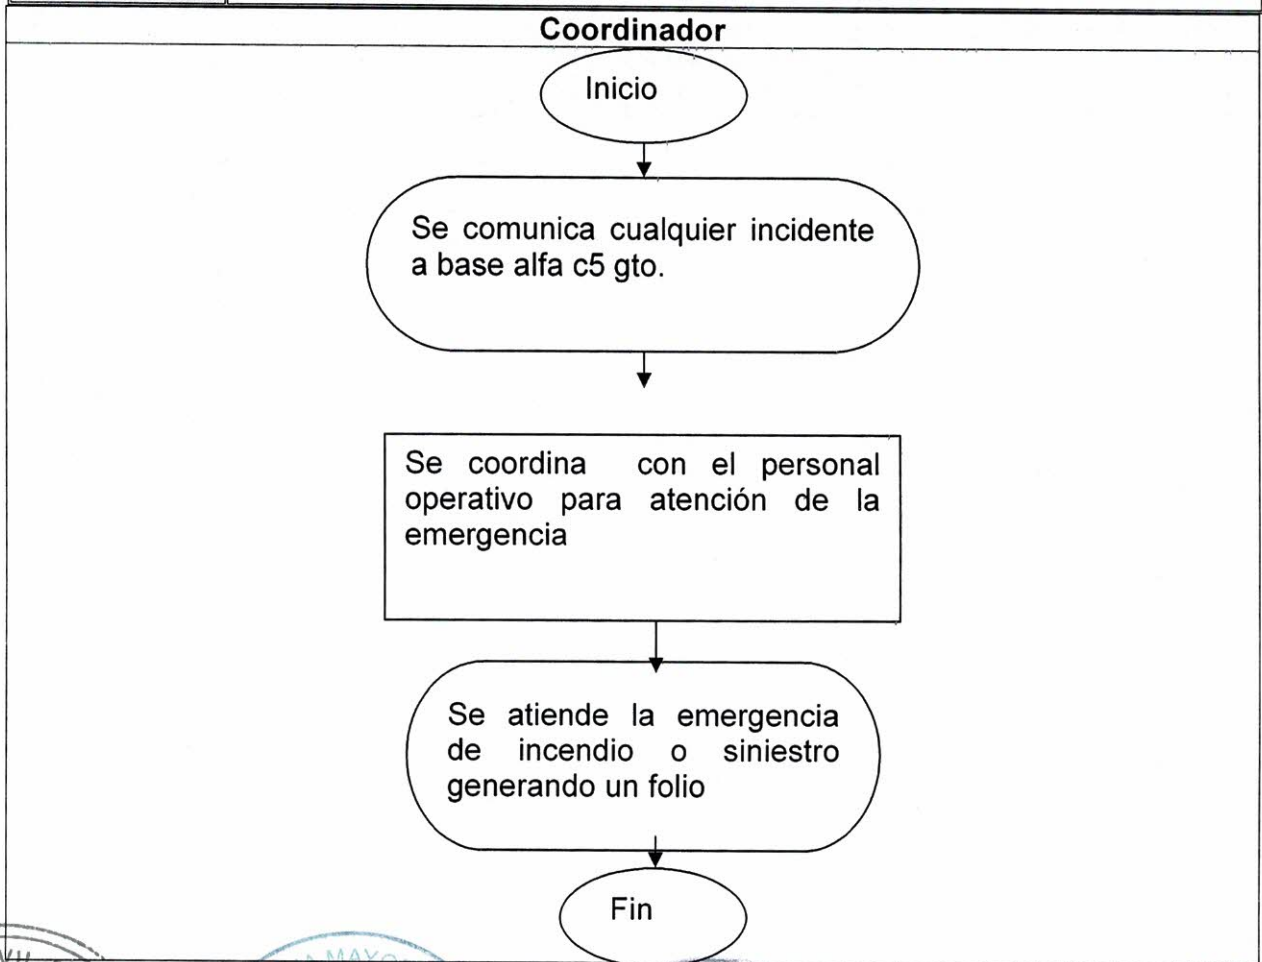 Coordinador
Inicio
Se comunica cualquier incidente
a base alfa c5 gto.
Se coordina con el personal
operativo para atención de la
emergencia
Se atiende la emergencia
de incendio o siniestro
generando un folio
Fin